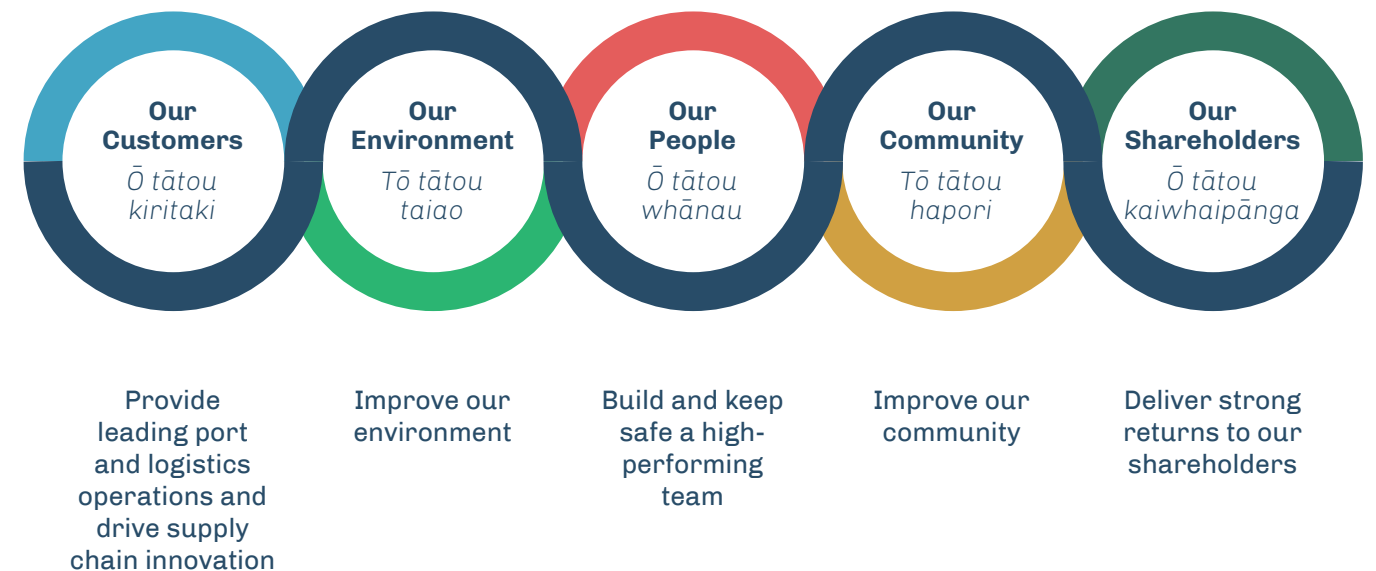 Our
Customers
Ō tātou
kiritaki
Our
Environment
Tō tātou
taiao
Our
People
Ō tātou
whānau
Our
Community
Tō tātou
hapori
Our
Shareholders
Ō tātou
kaiwhaipānga
Provide
leading port
and logistics
operations and
drive supply
chain innovation
Improve our
environment
Build and keep
safe a high-
performing
team
Improve our
community
Deliver strong
returns to our
shareholders